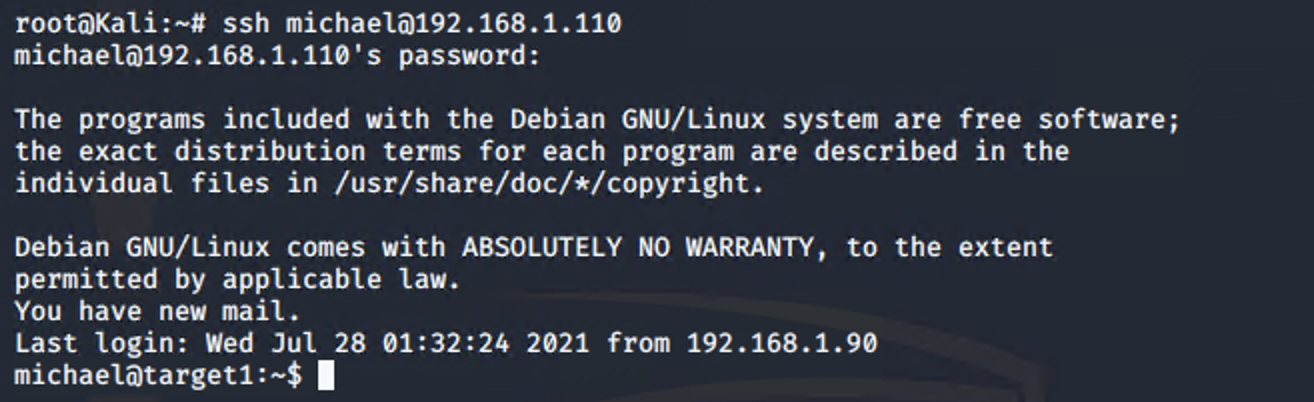 root@Kali:~# ssh michael@192.168.1.110
michael@192.168.1.110's password:
The programs included with the Debian GNU/Linux system are free software;
the exact distribution terms for each program are described in the
individual files in /usr/share/doc/*/copyright.
Debian GNU/Linux comes with ABSOLUTELY NO WARRANTY, to the extent
permitted by applicable law.
You have new mail.
Last login: Wed Jul 28 01:32:24 2021 from 192.168.1.90
michael@target1:~$